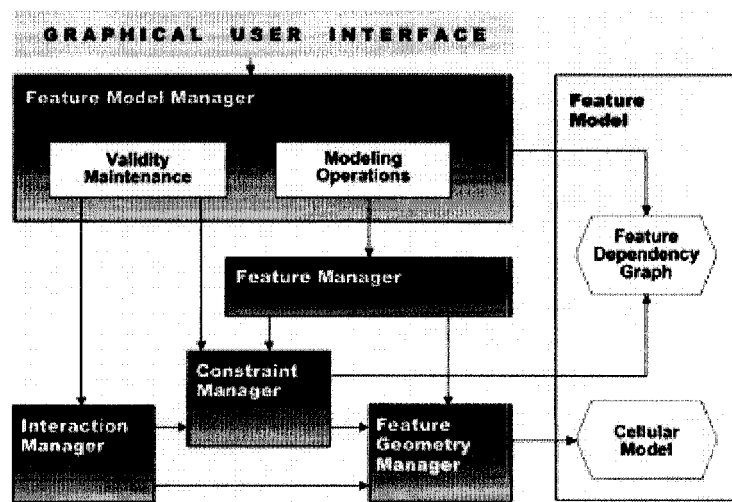 GRAPHICAL USER INTERFACE
Feature Model Manager
Validity
Maintenance
Modeling
Operations
Feature
Model
Feature
Dependency
Graph
Feature Manager
Constraint
Manager
Interaction
Manager
Feature
Geometry
Manager
Cellular
Model